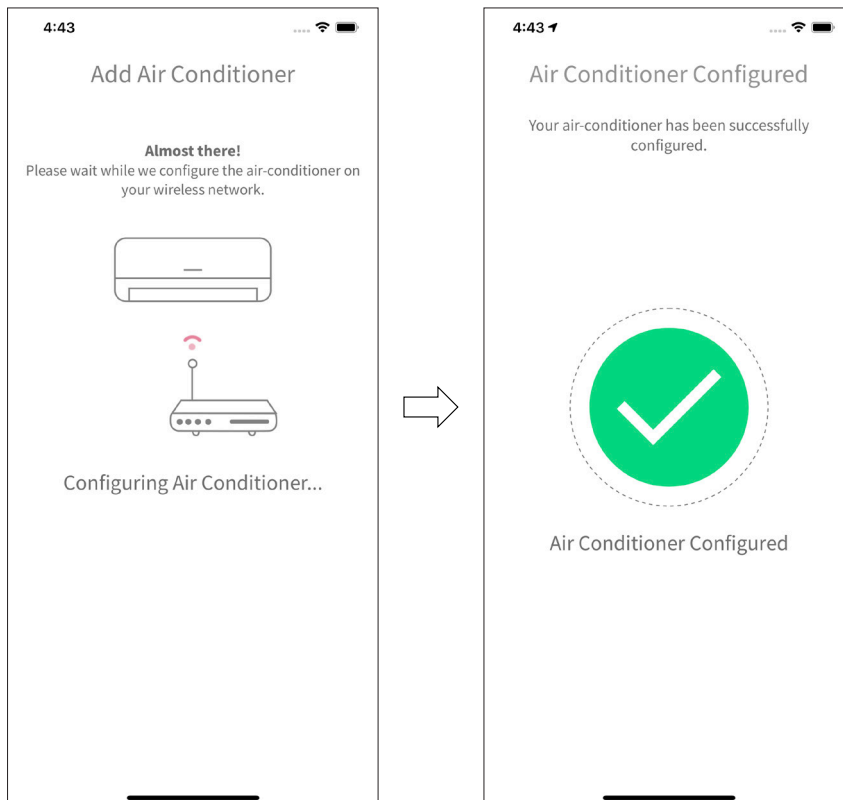 4:43
Add Air Conditioner
Almost there!
Please wait while we configure the air-conditioner on
your wireless network.
Configuring Air Conditioner...
4:43
Air Conditioner Configured
Your air-conditioner has been successfully
configured.
Air Conditioner Configured